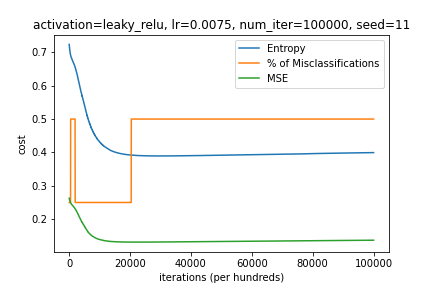 activation=leaky_relu, lr=0.0075, num_iter=100000, seed=11
Entropy
% of Misclassifications
MSE
cost
0.7
0.6
0.5
0.4
0.3
0.2
0 20000 40000 60000 80000 100000
iterations (per hundreds)